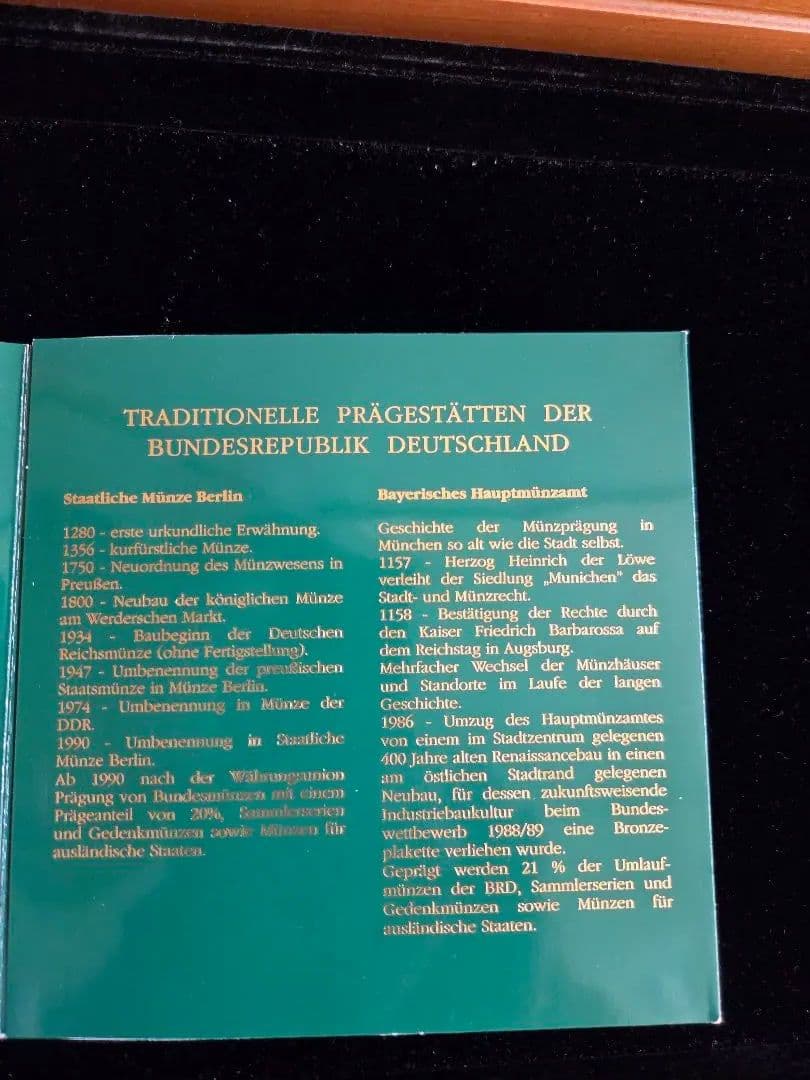 TRADITIONELLE PRÄGESTÄTTEN DER
BUNDESREPUBLIK DEUTSCHLAND
Staatliche Münze Berlin
1280 - erste urkundliche Erwähnung.
1356 - kurfürstliche Münze.
1750 - Neuordnung des Münzwesens in
Preußen.
1800 - Neubau der königlichen Münze
am Werderschen Markt.
1934 - Baubeginn der Deutschen
Reichsmünze (ohne Fertigstellung).
1947 - Umbenennung der preußischen
Staatsmünze in Münze Berlin.
1974 - Umbenennung in Münze der
DDR.
1990 - Umbenennung in Staatliche
Münze Berlin.
Ab 1990 nach der Währungsunion
Prägung von Bundesmünzen mit einem
Prägeanteil von 20%, Sammlerserien
und Gedenkmünzen sowie Münzen für
ausländische Staaten.
Bayerisches Hauptmünzamt
Geschichte der Münzprägung in
München so alt wie die Stadt selbst.
1157 - Herzog Heinrich der Löwe
verleiht der Siedlung „Munichen" das
Stadt- und Münzrecht.
1158 - Bestätigung der Rechte durch
den Kaiser Friedrich Barbarossa auf
dem Reichstag in Augsburg.
Mehrfacher Wechsel der Münzhäuser
und Standorte im Laufe der langen
Geschichte.
1986 - Umzug des Hauptmünzamtes
von einem im Stadtzentrum gelegenen
400 Jahre alten Renaissancebau in einen
am östlichen Stadtrand gelegenen
Neubau, für dessen zukunftsweisende
Industriebaukultur beim Bundes-
wettbewerb 1988/89 eine Bronze-
plakette verliehen wurde.
Geprägt werden 21 % der Umlauf-
münzen der BRD, Sammlerserien und
Gedenkmünzen sowie Münzen für
ausländische Staaten.